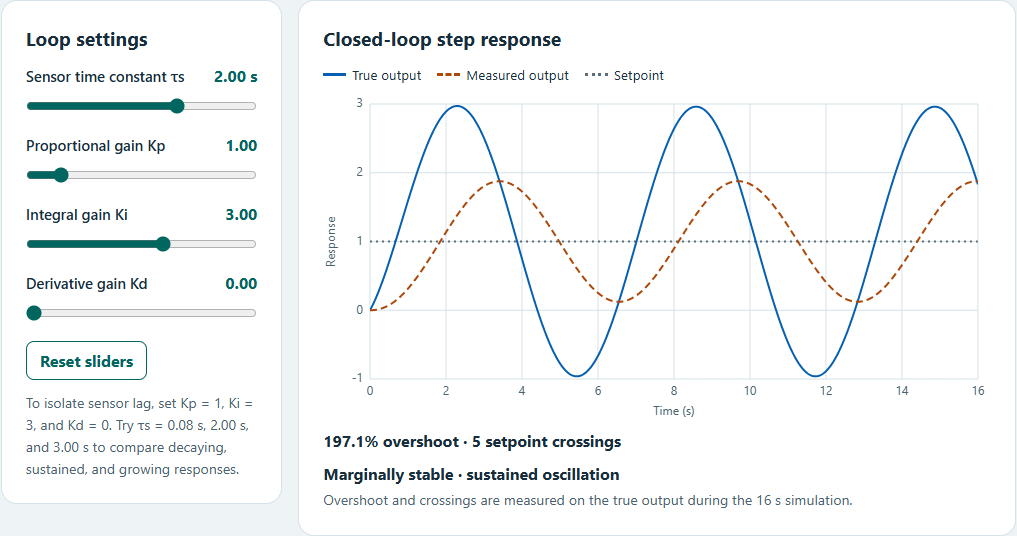 Loop settings
Sensor time constant τs 2.00 s
Proportional gain Kp 1.00
Integral gain Ki 3.00
Derivative gain Kd 0.00
Reset sliders
To isolate sensor lag, set Kp = 1, Ki =
3, and Kd = 0. Try τs = 0.08 s, 2.00 s,
and 3.00 s to compare decaying,
sustained, and growing responses.
Closed-loop step response
True output Measured output Setpoint
Response
3
2
1
0
-1
0 2 4 6 8 10 12 14 16
Time (s)
197.1% overshoot · 5 setpoint crossings
Marginally stable · sustained oscillation
Overshoot and crossings are measured on the true output during the 16 s simulation.